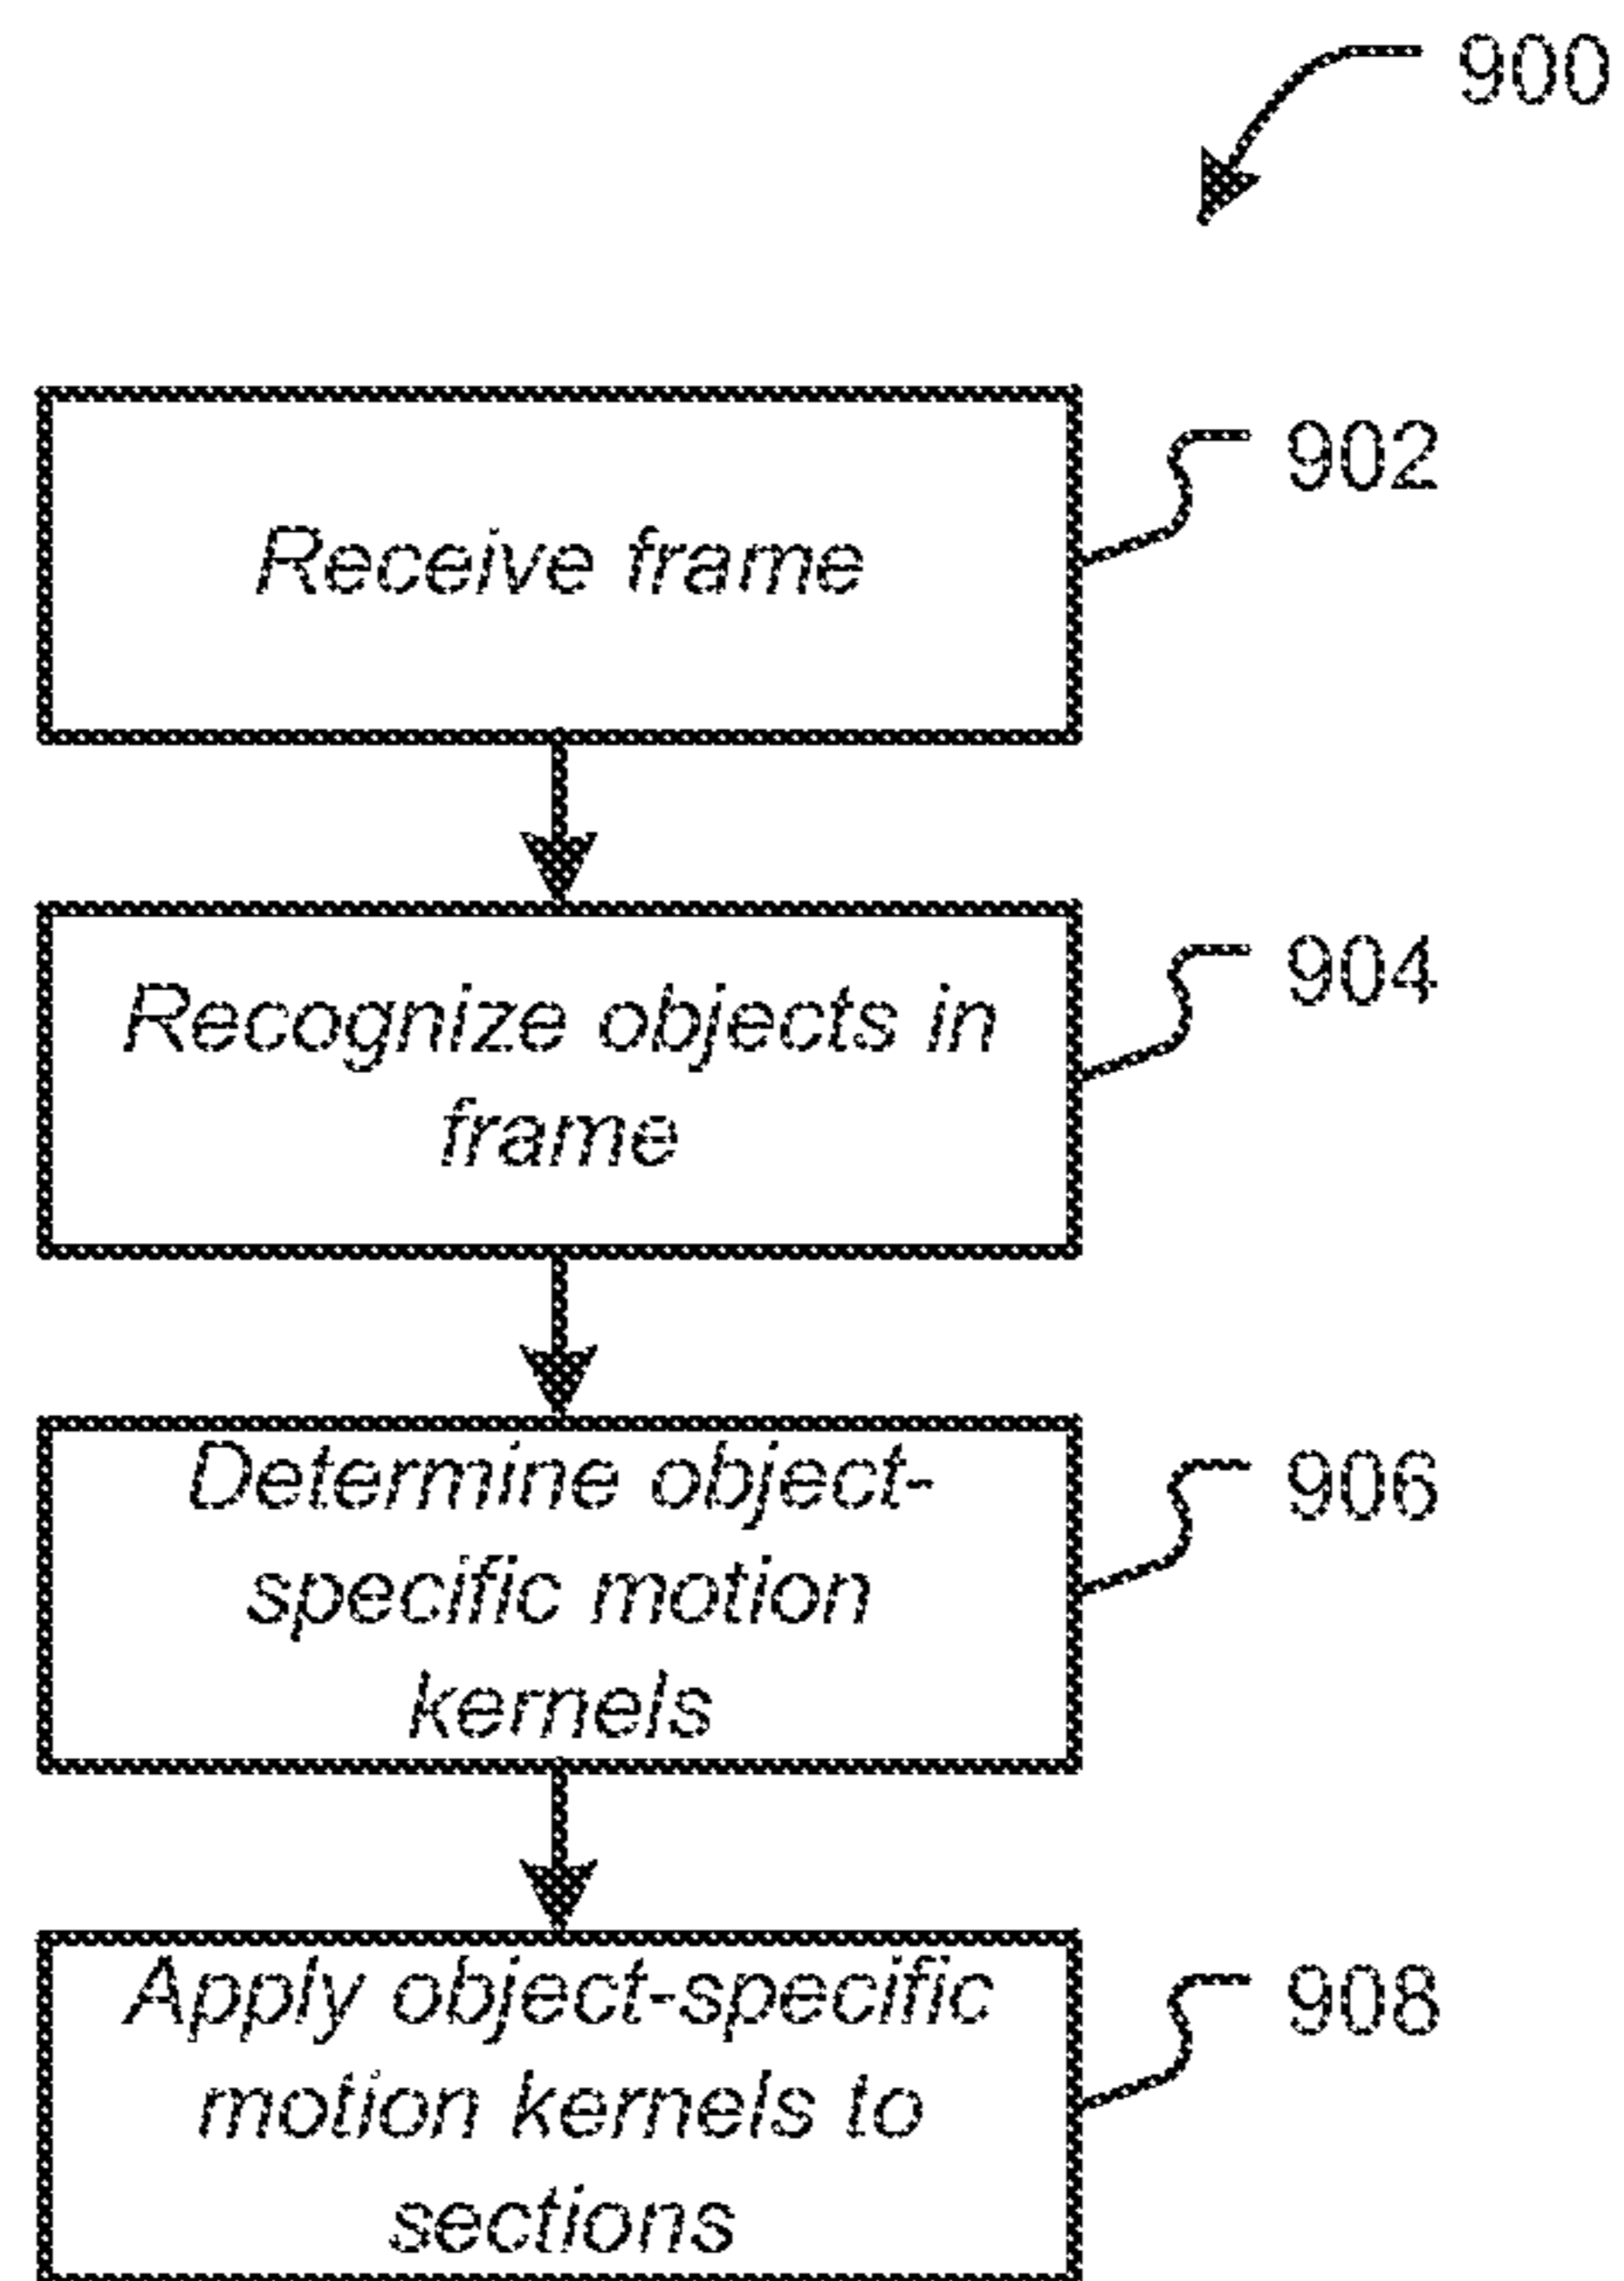 900
Receive frame
902
Recognize objects in
frame
904
Determine object-
specific motion
kernels
906
Apply object-specific
motion kernels to
sections
908